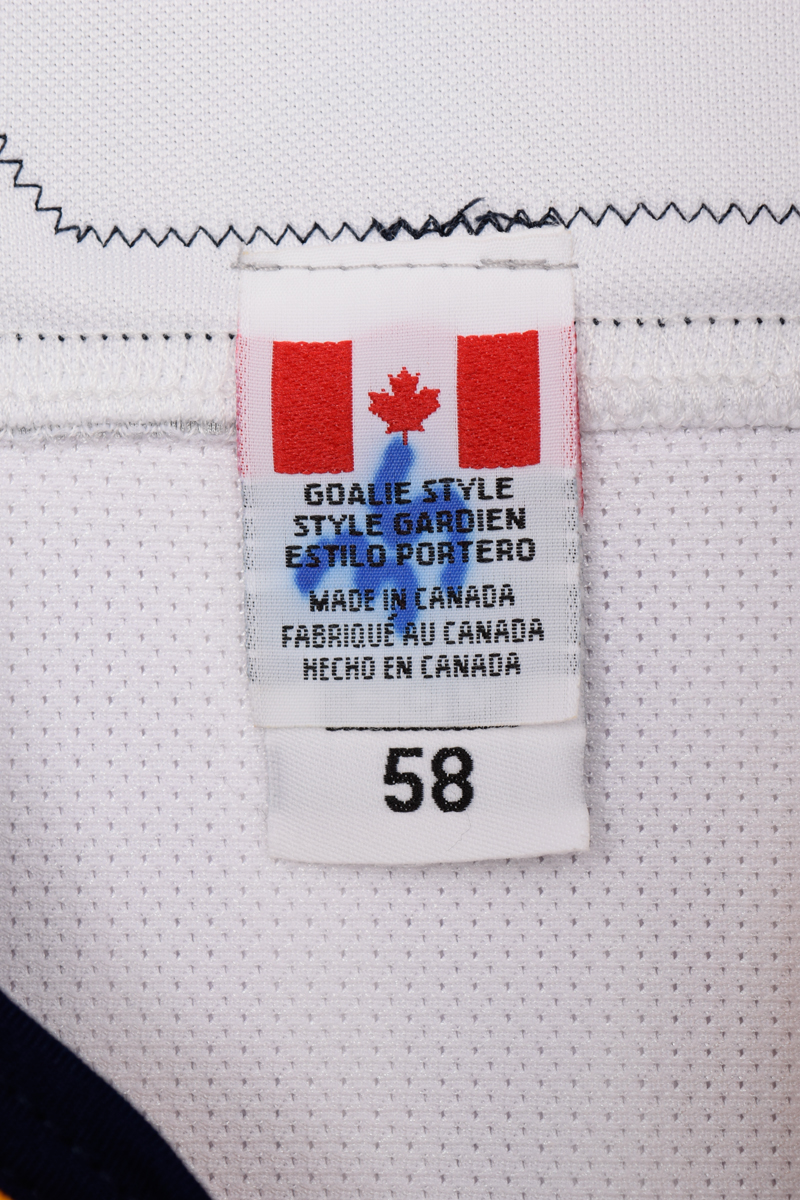 GOALIE STYLE
STYLE GARDIEN
ESTILO PORTERO
MADE IN CANADA
FABRIQUÉ AU CANADA
HECHO EN CANADA
58